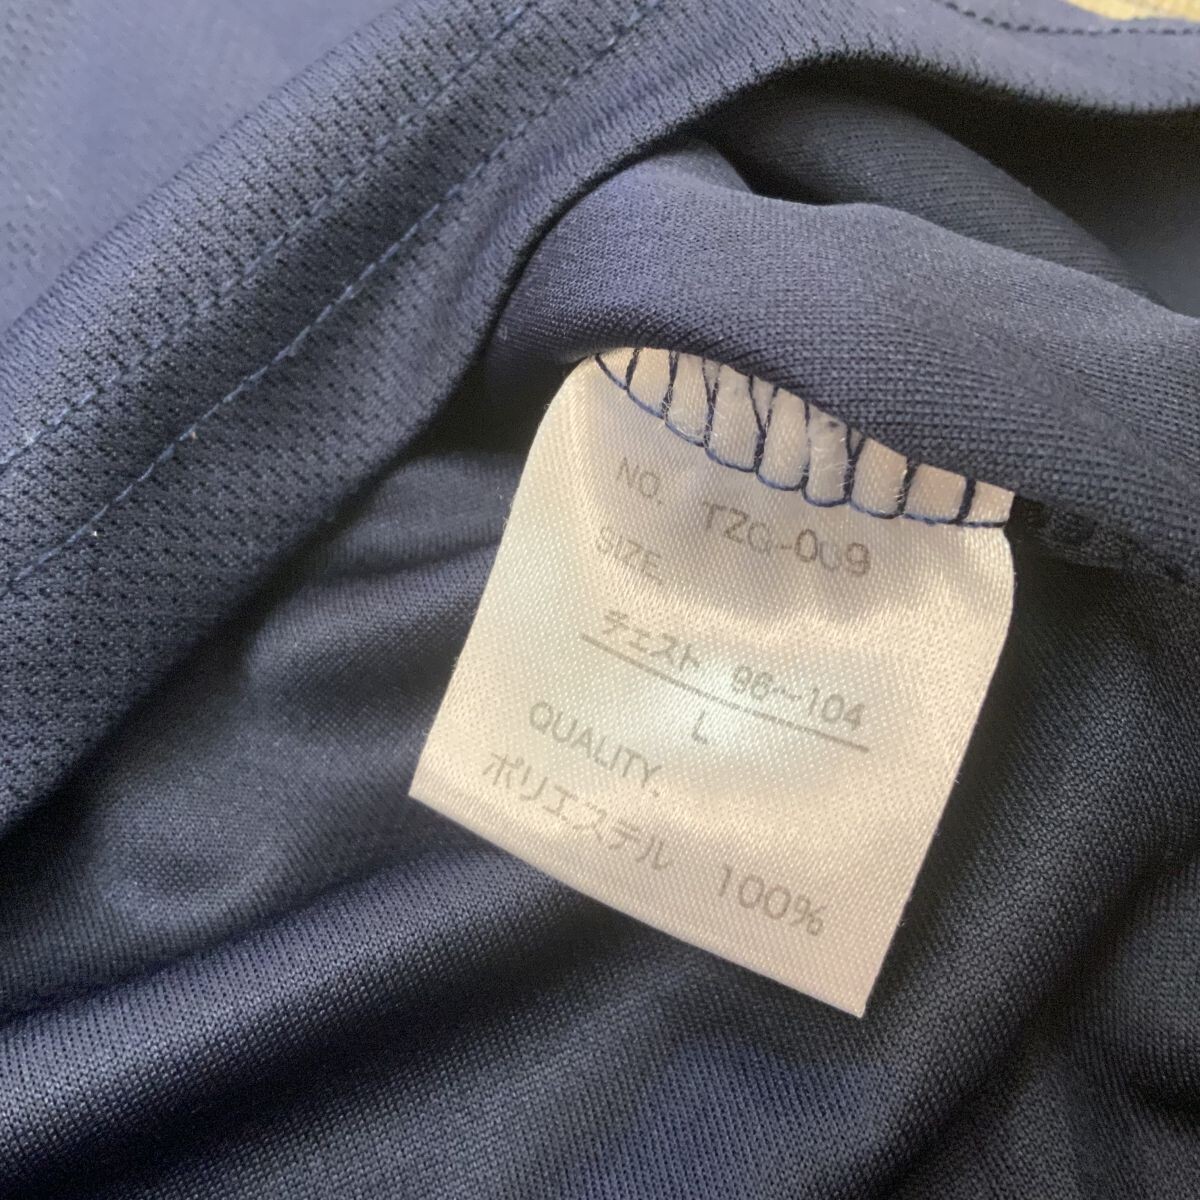 NO. TZG-009
SIZE
チェスト 96〜104
L
QUALITY.
ポリエステル 100%